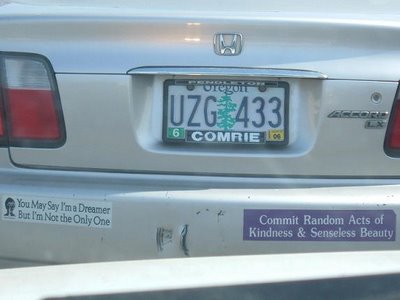 PENDLETON
Oregon
UZG 433
6
06
COMRIE
ACCORD
LX
You May Say I'm a Dreamer
But I'm Not the Only One
Commit Random Acts of
Kindness & Senseless Beauty